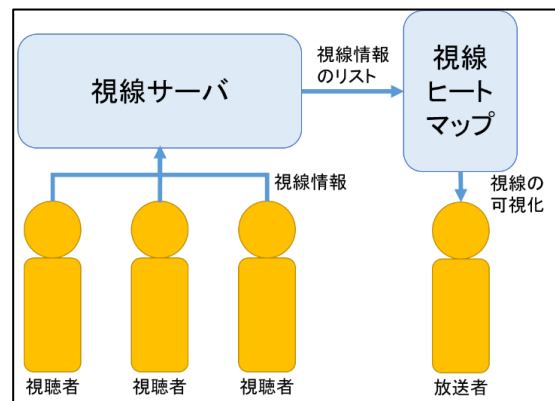 視線サーバ
視線情報
のリスト
視線
ヒート
マップ
視線情報
視線の
可視化
視聴者
視聴者
視聴者
放送者